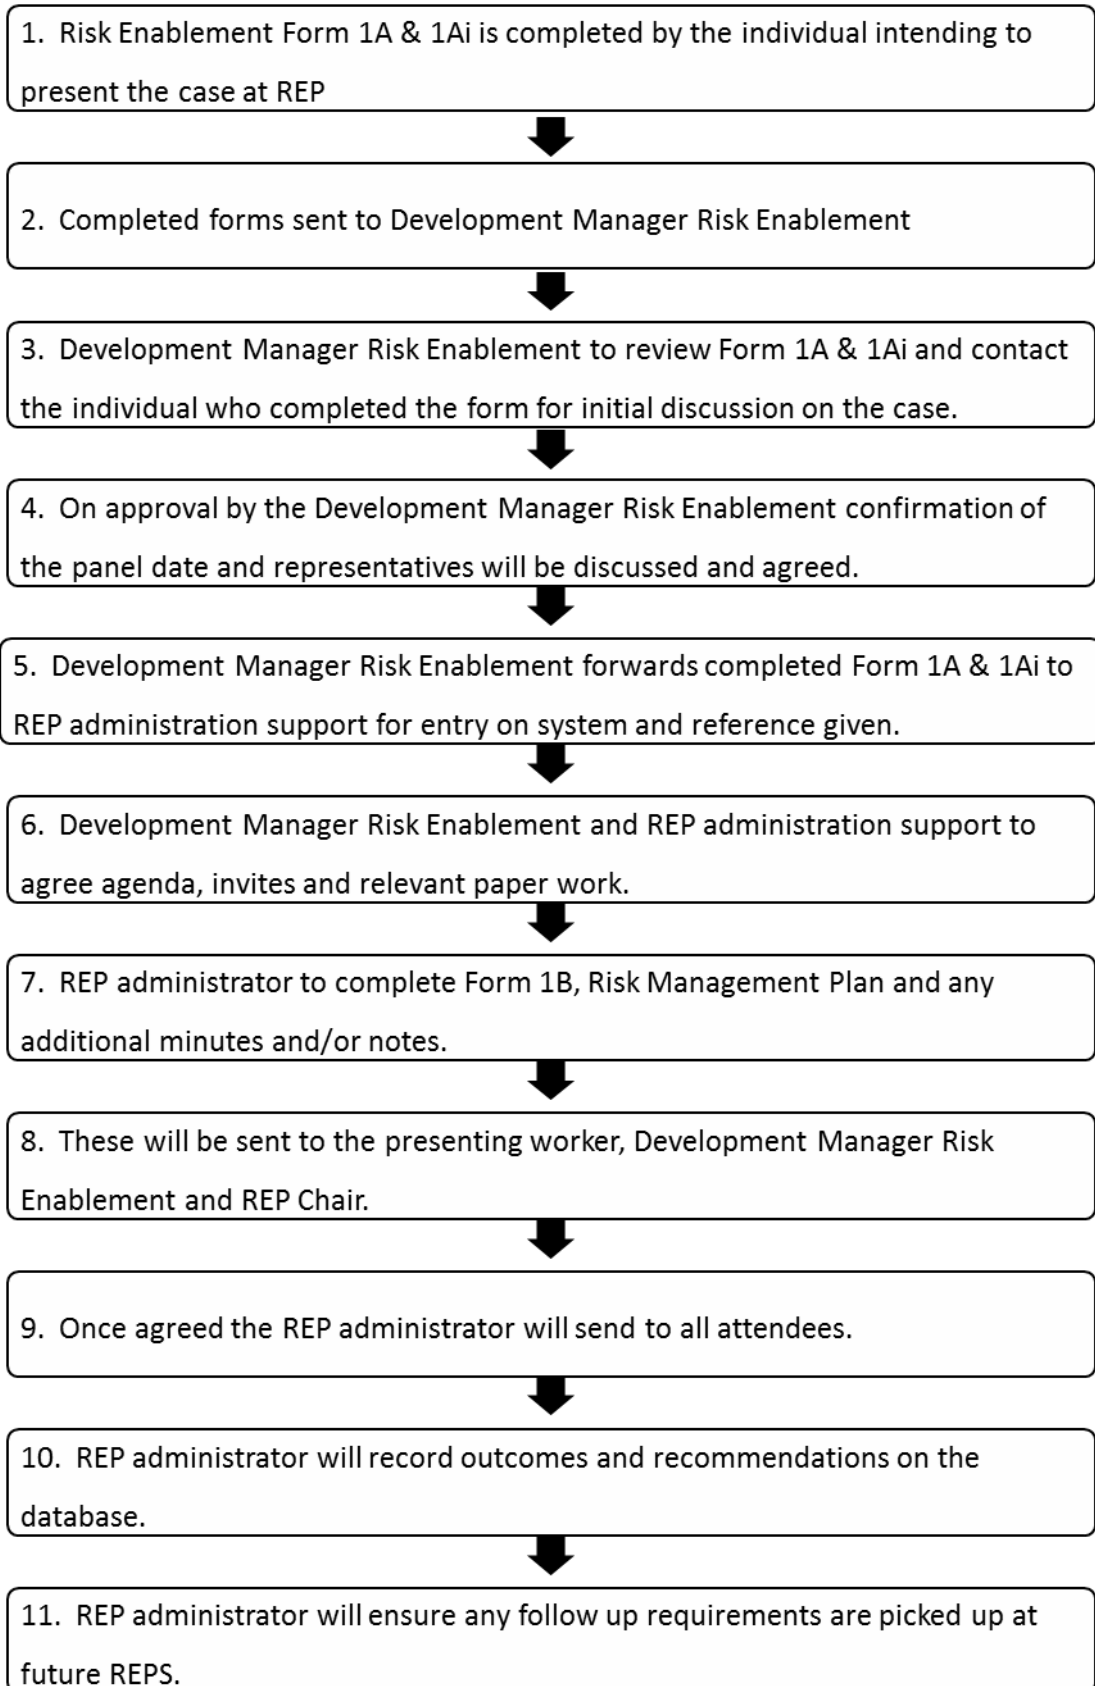 1. Risk Enablement Form 1A & 1Ai is completed by the individual intending to
present the case at REP
2. Completed forms sent to Development Manager Risk Enablement
3. Development Manager Risk Enablement to review Form 1A & 1Ai and contact
the individual who completed the form for initial discussion on the case.
4. On approval by the Development Manager Risk Enablement confirmation of
the panel date and representatives will be discussed and agreed.
5. Development Manager Risk Enablement forwards completed Form 1A & 1Ai to
REP administration support for entry on system and reference given.
6. Development Manager Risk Enablement and REP administration support to
agree agenda, invites and relevant paper work.
7. REP administrator to complete Form 1B, Risk Management Plan and any
additional minutes and/or notes.
8. These will be sent to the presenting worker, Development Manager Risk
Enablement and REP Chair.
9. Once agreed the REP administrator will send to all attendees.
10. REP administrator will record outcomes and recommendations on the
database.
11. REP administrator will ensure any follow up requirements are picked up at
future REPS.